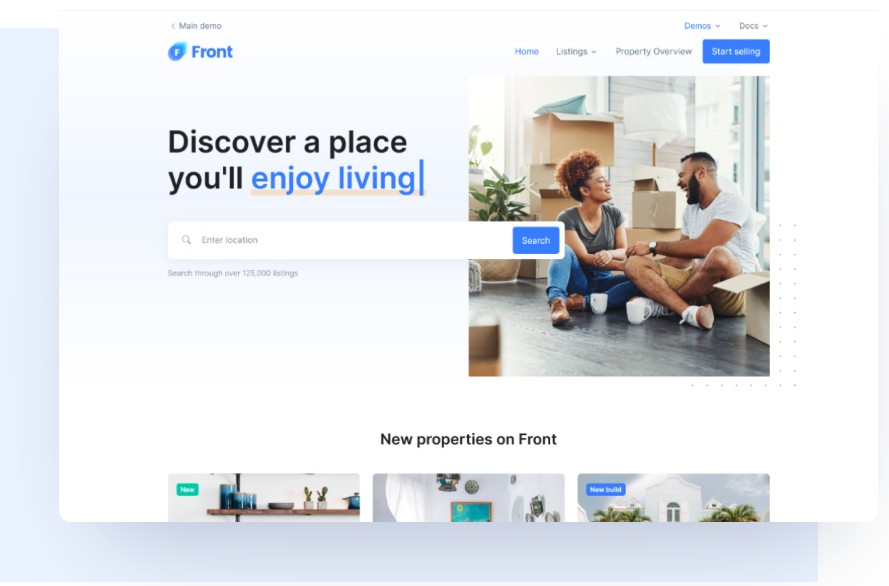 Main demo
Demos
Docs
Front
Home
Listings
Property Overview
Start selling
Discover a place
you'll enjoy living
Enter location
Search
Search through over 125,000 listings
New properties on Front
New
New build